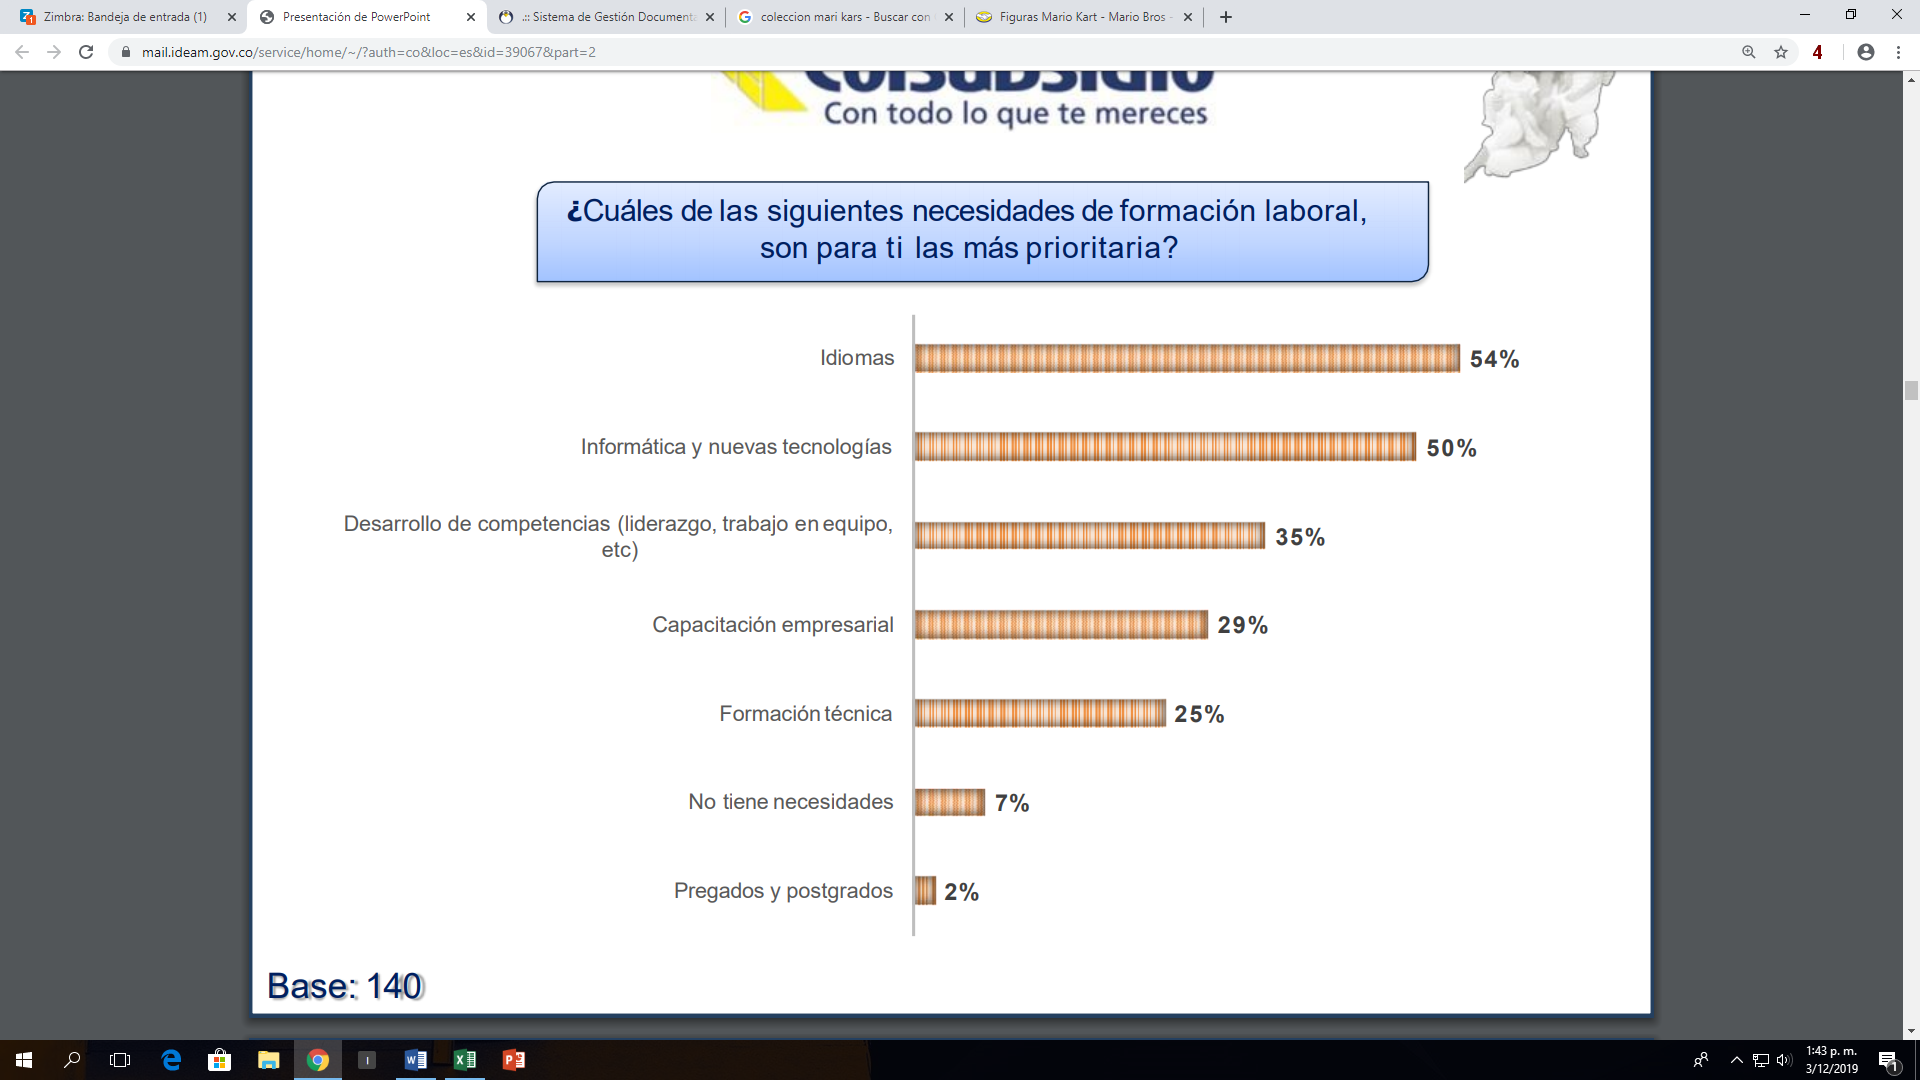 Zimbra: Bandeja de entrada (1)
Presentación de PowerPoint
.:: Sistema de Gestión Documenta
coleccion mari kars - Buscar con
Figuras Mario Kart - Mario Bros -
mail.ideam.gov.co/service/home/~/?auth=co&loc=es&id=39067&part=2
4
Colsubsidio
Con todo lo que te mereces
¿Cuáles de las siguientes necesidades de formación laboral,
son para ti las más prioritaria?
Idiomas 54%
Informática y nuevas tecnologías 50%
Desarrollo de competencias (liderazgo, trabajo en equipo,
etc) 35%
Capacitación empresarial 29%
Formación técnica 25%
No tiene necesidades 7%
Pregados y postgrados 2%
Base: 140
1:43 p. m.
3/12/2019
1